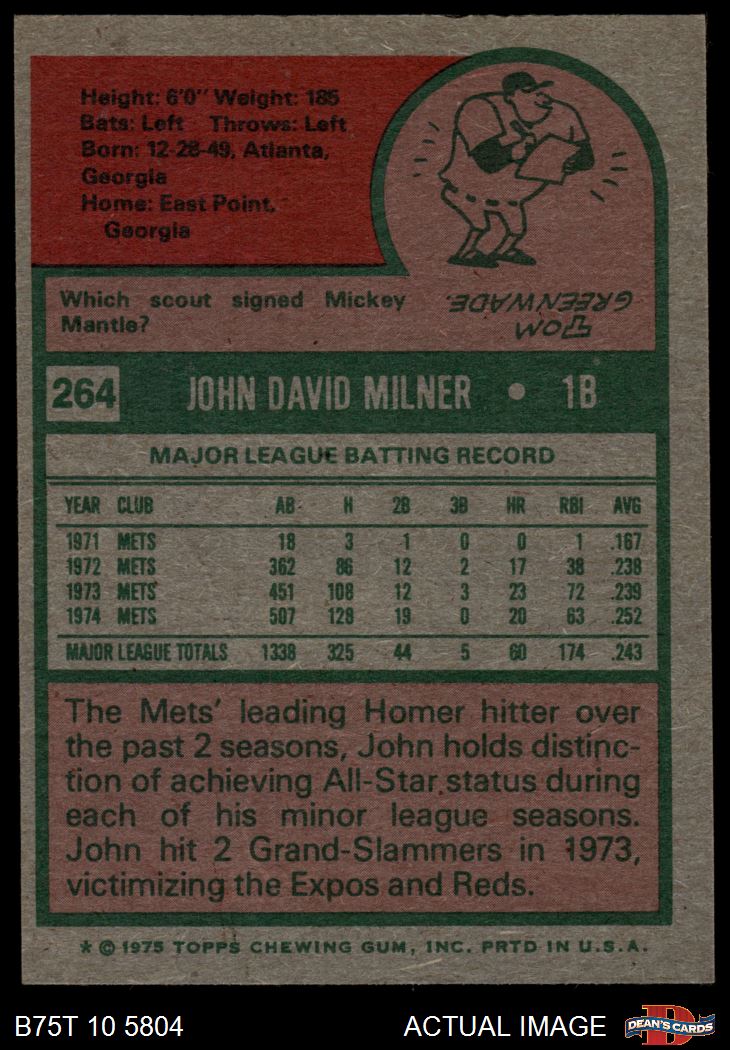 Height: 6'0" Weight: 185
Bats: Left Throws: Left
Born: 12-28-49, Atlanta,
Georgia
Home: East Point,
Georgia
Which scout signed Mickey
Mantle?
TOM
GREENWADE.
264 JOHN DAVID MILNER • 1B
MAJOR LEAGUE BATTING RECORD
YEAR CLUB AB H 2B 3B HR RBI AVG
1971 METS 18 3 1 0 0 1 .167
1972 METS 362 86 12 2 17 38 .238
1973 METS 451 108 12 3 23 72 .239
1974 METS 507 128 19 0 20 63 .252
MAJOR LEAGUE TOTALS 1338 325 44 5 60 174 .243
The Mets' leading Homer hitter over
the past 2 seasons, John holds distinc-
tion of achieving All-Star status during
each of his minor league seasons.
John hit 2 Grand-Slammers in 1973,
victimizing the Expos and Reds.
* © 1975 TOPPS CHEWING GUM, INC. PRTD IN U.S.A.
B75T 10 5804 ACTUAL IMAGE
D
DEAN'S CARDS